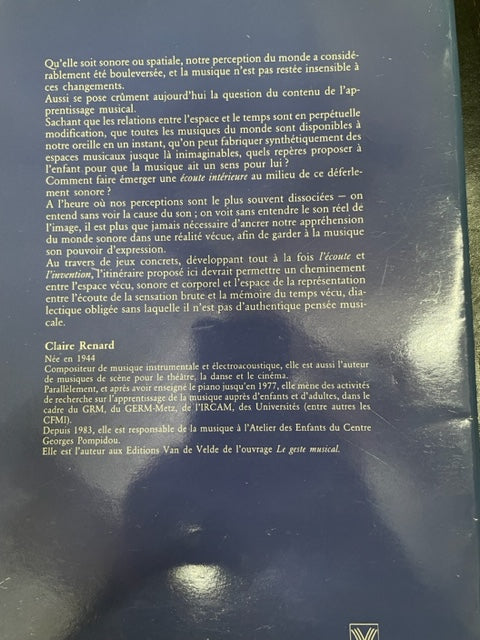 Qu'elle soit sonore ou spatiale, notre perception du monde a considé-
rablement été bouleversée, et la musique n'est pas restée insensible à
ces changements.
Aussi se pose crûment aujourd'hui la question du contenu de l'ap-
prentissage musical.
Sachant que les relations entre l'espace et le temps sont en perpétuelle
modification, que toutes les musiques du monde sont disponibles à
notre oreille en un instant, qu'on peut fabriquer synthétiquement des
espaces musicaux jusque là inimaginables, quels repères proposer à
l'enfant pour que la musique ait un sens pour lui ?
Comment faire émerger une écoute intérieure au milieu de ce déferle-
ment sonore ?
A l'heure où nos perceptions sont le plus souvent dissociées — on
entend sans voir la cause du son ; on voit sans entendre le son réel de
l'image, il est plus que jamais nécessaire d'ancrer notre appréhension
du monde sonore dans une réalité vécue, afin de garder à la musique
son pouvoir d'expression.
Au travers de jeux concrets, développant tout à la fois l'écoute et
l'invention, l'itinéraire proposé ici devrait permettre un cheminement
entre l'espace vécu, sonore et corporel et l'espace de la représentation
entre l'écoute de la sensation brute et la mémoire du temps vécu, dia-
lectique obligée sans laquelle il n'est pas d'authentique pensée musi-
cale.
Claire Renard
Née en 1944
Compositeur de musique instrumentale et électroacoustique, elle est aussi l'auteur
de musiques de scène pour le théâtre, la danse et le cinéma.
Parallèlement, et après avoir enseigné le piano jusqu'en 1977, elle mène des activités
de recherche sur l'apprentissage de la musique auprès d'enfants et d'adultes, dans le
cadre du GRM, du GERM-Metz, de l'IRCAM, des Universités (entre autres les
CFMI).
Depuis 1983, elle est responsable de la musique à l'Atelier des Enfants du Centre
Georges Pompidou.
Elle est l'auteur aux Editions Van de Velde de l'ouvrage Le geste musical.